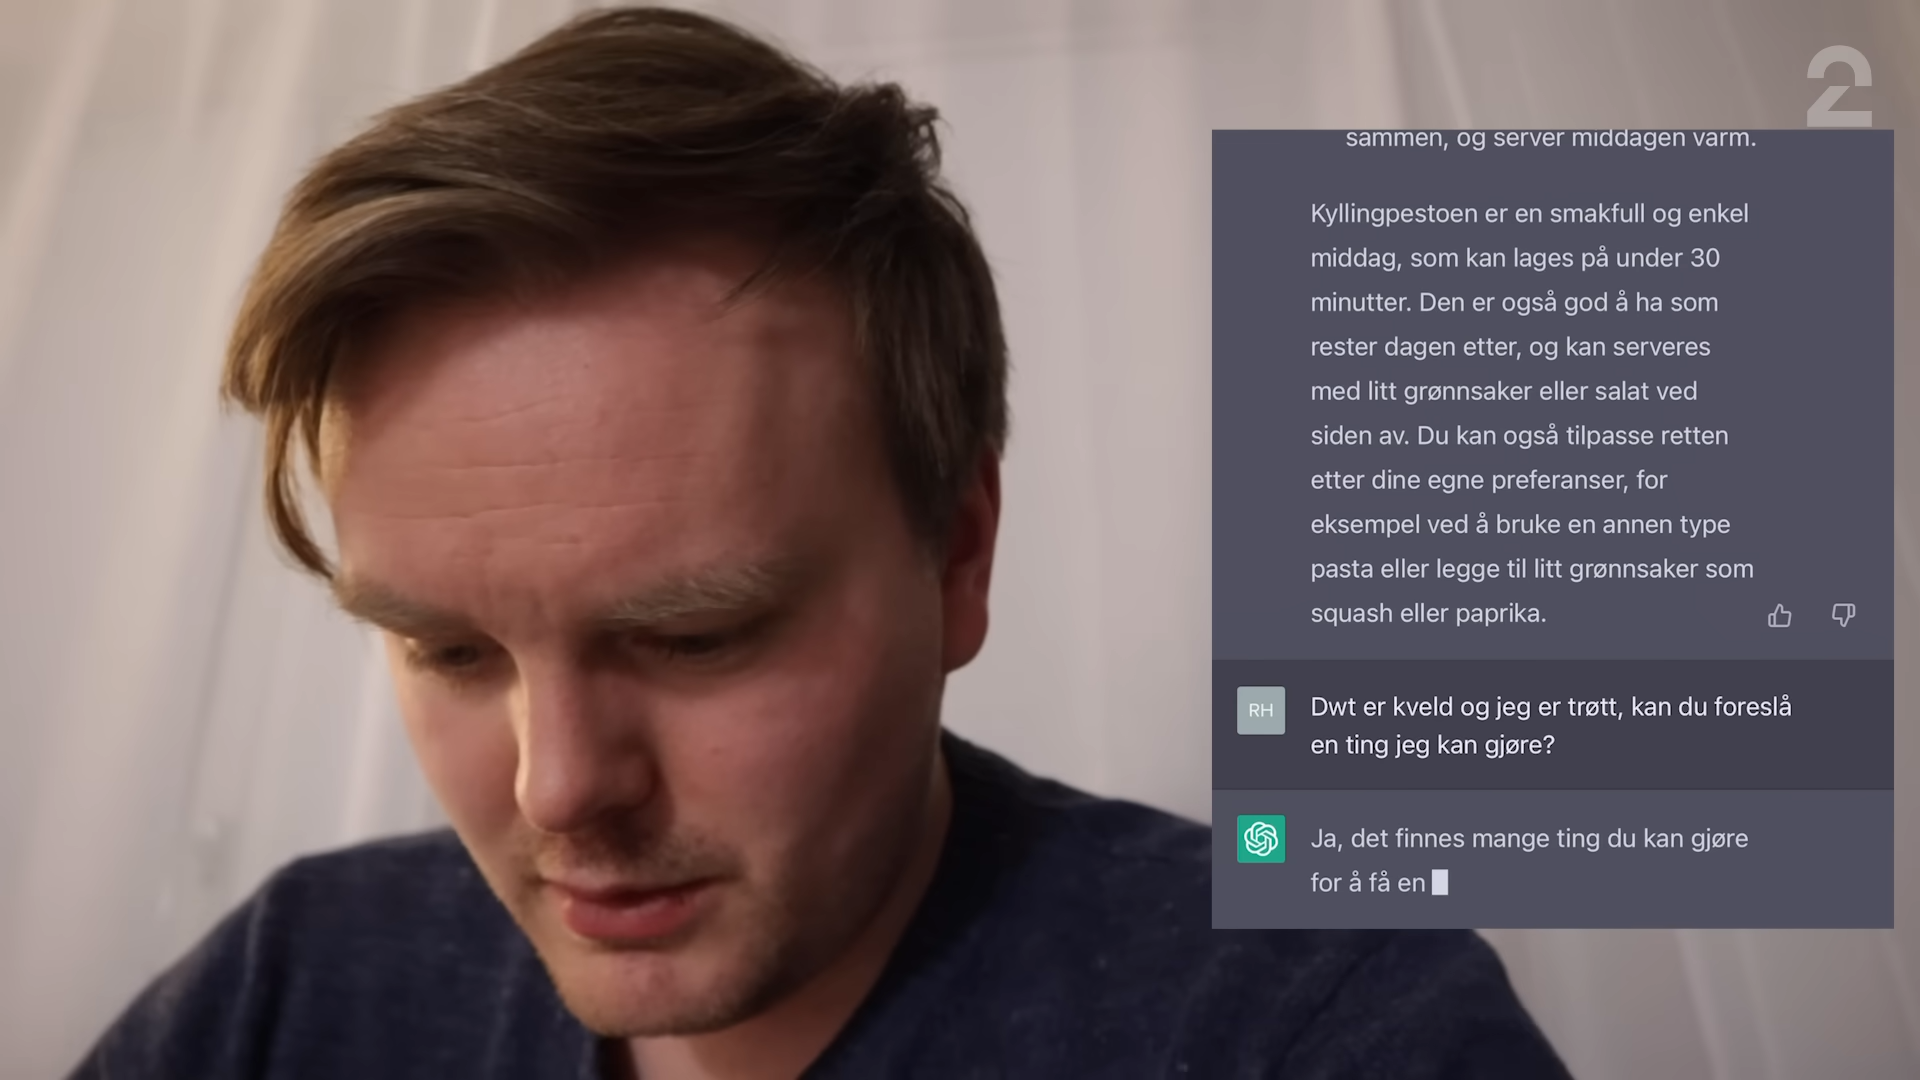 2
sammen, og server middagen varm.
Kyllingpestoen er en smakfull og enkel
middag, som kan lages på under 30
minutter. Den er også god å ha som
rester dagen etter, og kan serveres
med litt grønnsaker eller salat ved
siden av. Du kan også tilpasse retten
etter dine egne preferanser, for
eksempel ved å bruke en annen type
pasta eller legge til litt grønnsaker som
squash eller paprika.
RH
Dwt er kveld og jeg er trøtt, kan du foreslå
en ting jeg kan gjøre?
Ja, det finnes mange ting du kan gjøre
for å få en